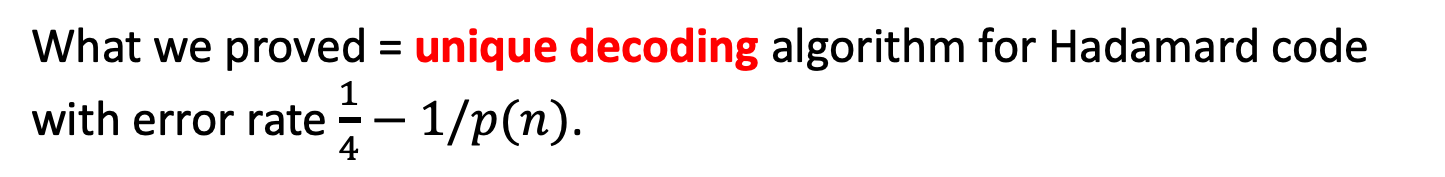 What we proved = unique decoding algorithm for Hadamard code
with error rate 1/4 − 1/p(n).